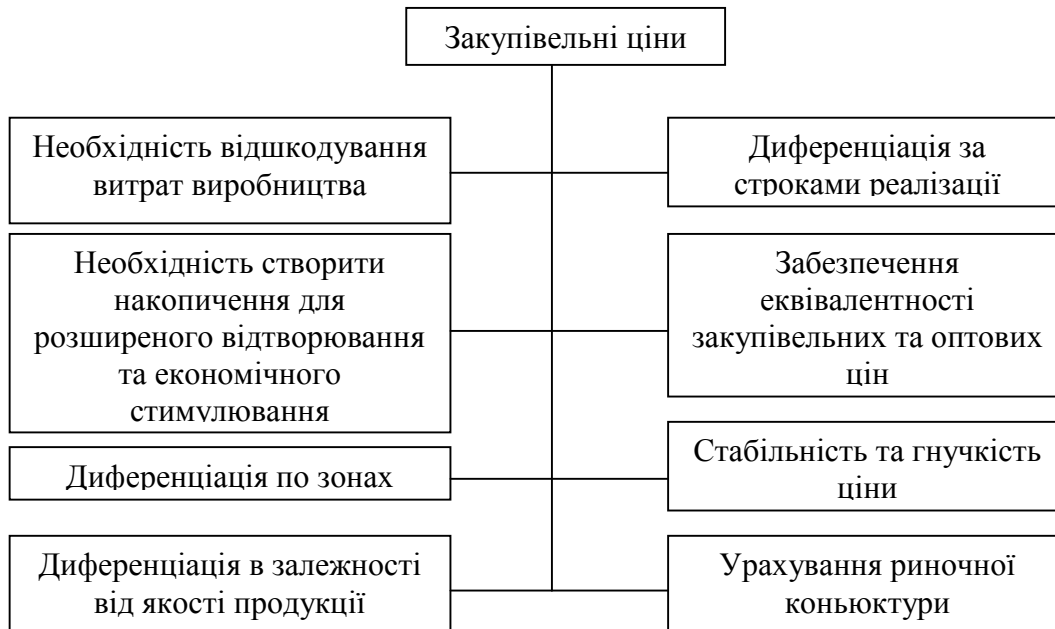 Закупівельні ціни
Необхідність відшкодування
витрат виробництва
Диференціація за
строками реалізації
Необхідність створити
накопичення для
розширеного відтворювання
та економічного
стимулювання
Забезпечення
еквівалентності
закупівельних та оптових
цін
Диференціація по зонах
Стабільність та гнучкість
ціни
Диференціація в залежності
від якості продукції
Урахування риночної
коньюктури